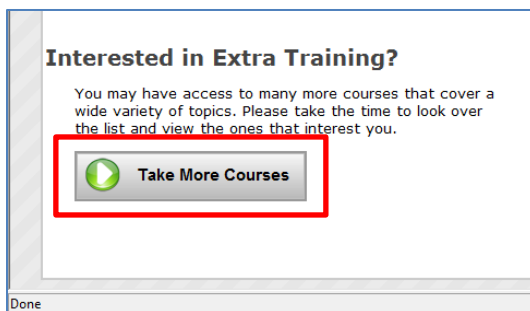 Interested in Extra Training?
You may have access to many more courses that cover a
wide variety of topics. Please take the time to look over
the list and view the ones that interest you.
Take More Courses
Done